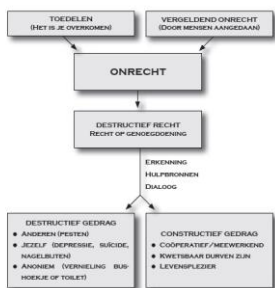 TOEDELEN
(HET IS JE OVERKOMEN)
VERGELDEND ONRECHT
(DOOR MENSEN AANGEDAAN)
ONRECHT
DESTRUCTIEF RECHT
RECHT OP GENOEGDOENING
ERKENNING
HULPBRONNEN
DIALOOG
DESTRUCTIEF GEDRAG
● ANDEREN (PESTEN)
● JEZELF (DEPRESSIE, SUÏCIDE,
NAGELBIJTEN)
● ANONIEM (VERNIELING BUS-
HOEKJE OF TOILET)
CONSTRUCTIEF GEDRAG
● COÖPERATIEF/MEEWERKEND
● KWETSBAAR DURVEN ZIJN
● LEVENSPLEZIER